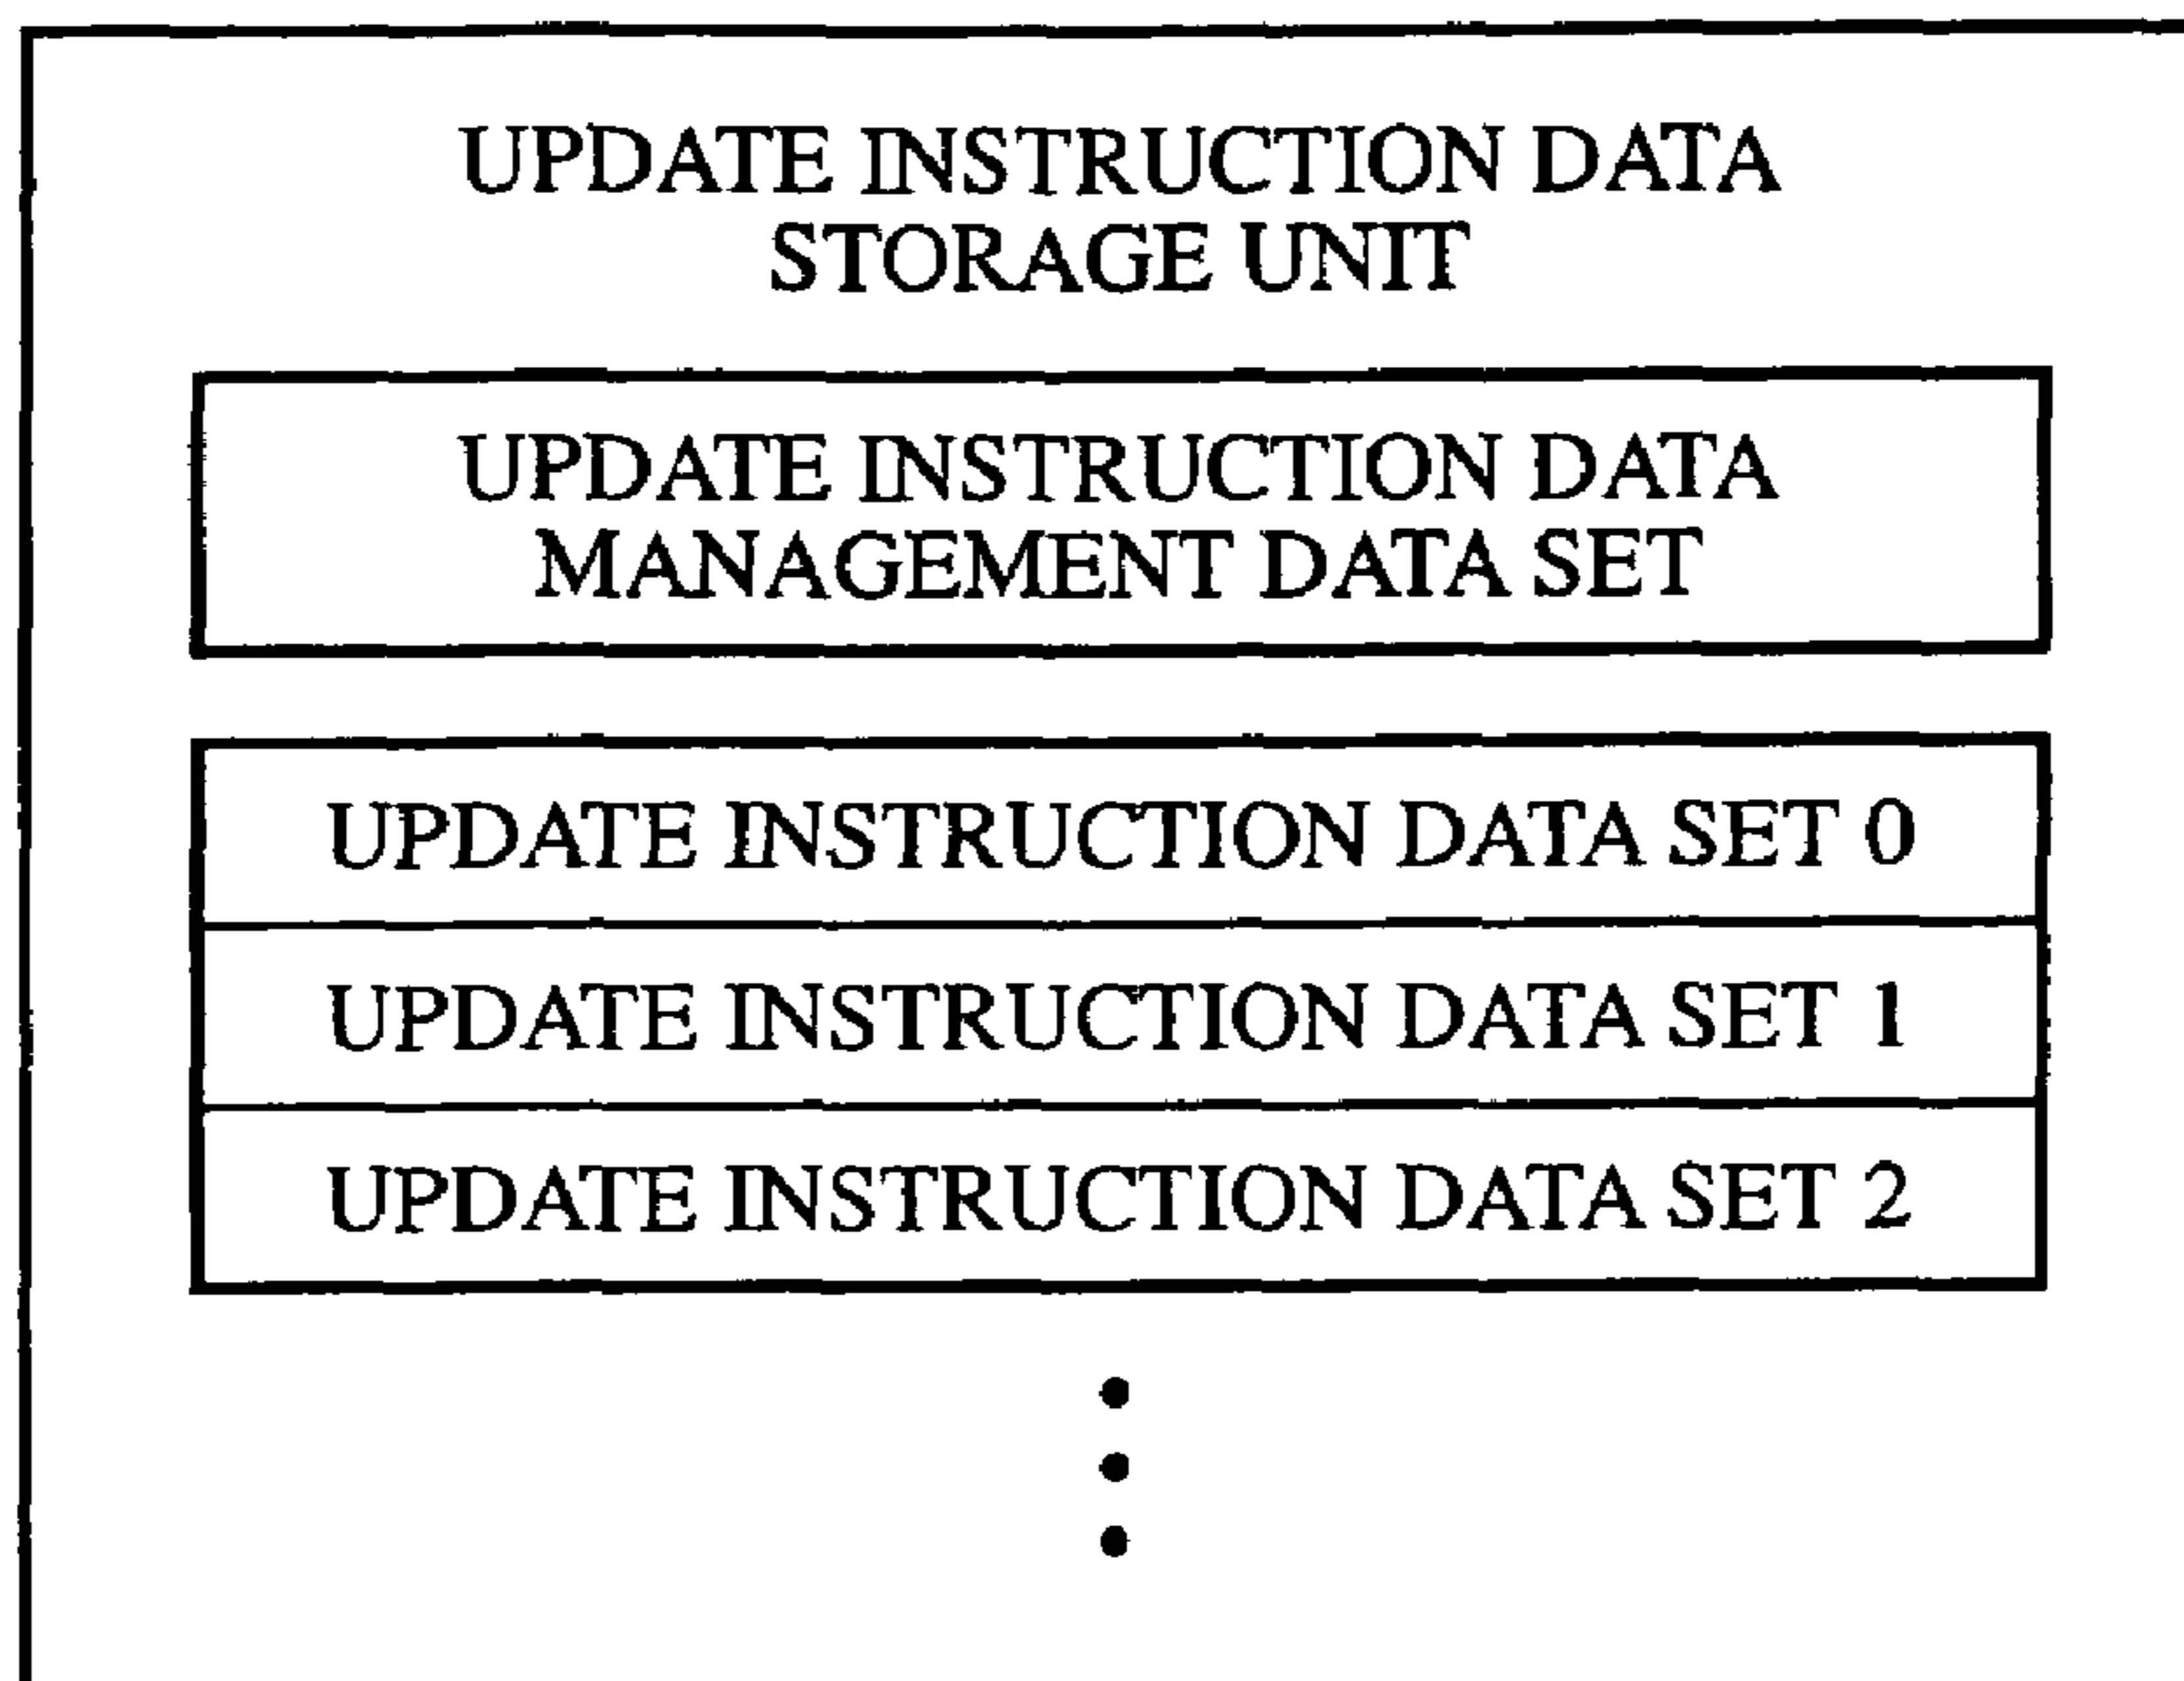 UPDATE INSTRUCTION DATA
STORAGE UNIT
UPDATE INSTRUCTION DATA
MANAGEMENT DATA SET
UPDATE INSTRUCTION DATA SET 0
UPDATE INSTRUCTION DATA SET 1
UPDATE INSTRUCTION DATA SET 2